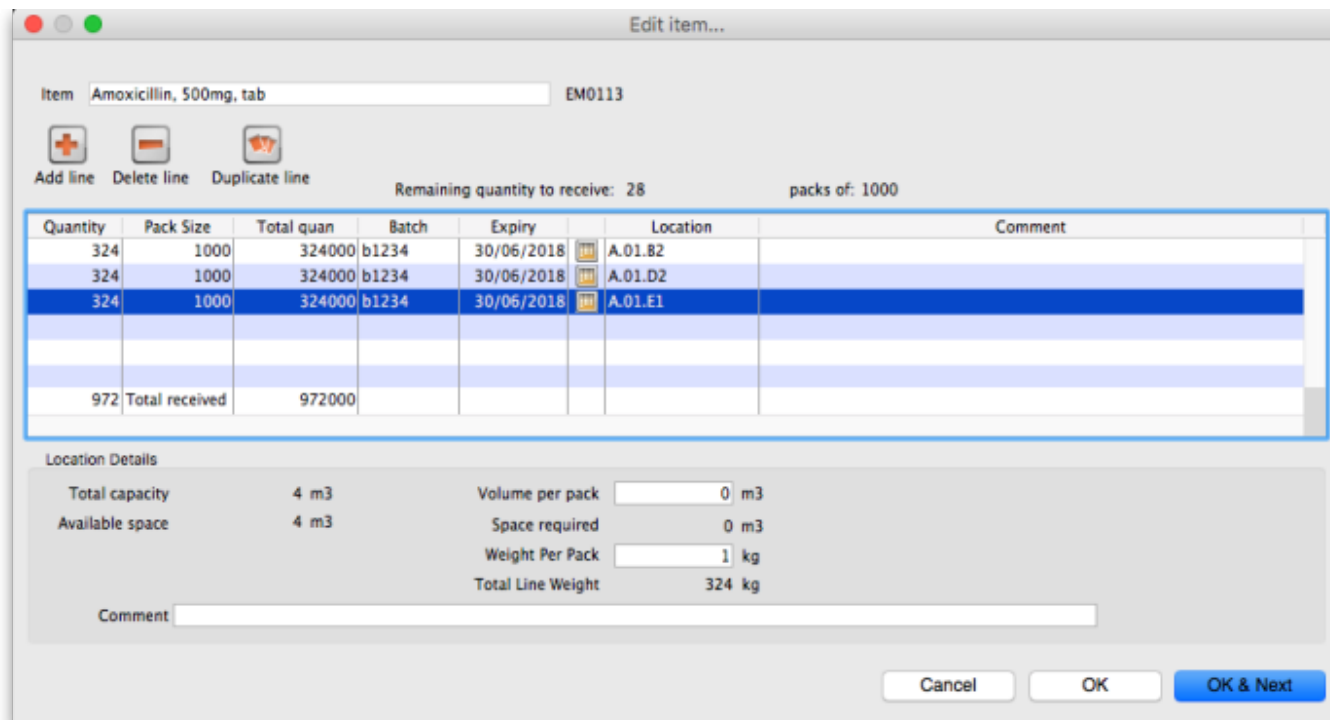 Edit item...
Item Amoxicillin, 500mg, tab EM0113
Add line Delete line Duplicate line
Remaining quantity to receive: 28 packs of: 1000
Quantity Pack Size Total quan Batch Expiry Location Comment
324 1000 324000 b1234 30/06/2018 A.01.B2
324 1000 324000 b1234 30/06/2018 A.01.D2
324 1000 324000 b1234 30/06/2018 A.01.E1
972 Total received 972000
Location Details
Total capacity 4 m3 Volume per pack 0 m3
Available space 4 m3 Space required 0 m3
Weight Per Pack 1 kg
Total Line Weight 324 kg
Comment
Cancel OK OK & Next